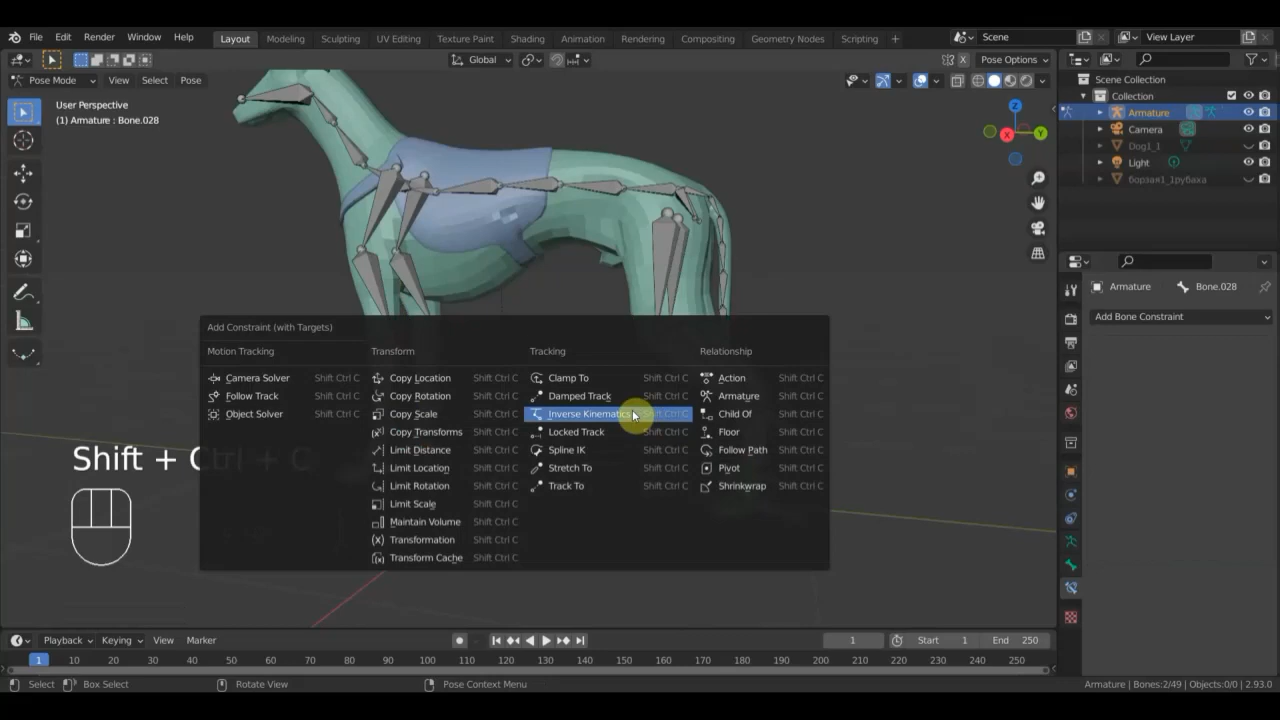 File Edit Render Window Help Layout Modeling Sculpting UV Editing Texture Paint Shading Animation Rendering Compositing Geometry Nodes Scripting + Scene View Layer
Global Pose Options
Pose Mode View Select Pose
User Perspective
(1) Armature : Bone.028
Z
X
Y
Scene Collection
Collection
Armature
Camera
Dog1_1
Light
борзая1_1рубаха
Armature Bone.028
Add Bone Constraint
Add Constraint (with Targets)
Motion Tracking Transform Tracking Relationship
Camera Solver Shift Ctrl C Copy Location Shift Ctrl C Clamp To Shift Ctrl C Action Shift Ctrl C
Follow Track Shift Ctrl C Copy Rotation Shift Ctrl C Damped Track Shift Ctrl C Armature Shift Ctrl C
Object Solver Shift Ctrl C Copy Scale Shift Ctrl C Inverse Kinematics Shift Ctrl C Child Of Shift Ctrl C
Copy Transforms Shift Ctrl C Locked Track Shift Ctrl C Floor Shift Ctrl C
Limit Distance Shift Ctrl C Spline IK Shift Ctrl C Follow Path Shift Ctrl C
Limit Location Shift Ctrl C Stretch To Shift Ctrl C Pivot Shift Ctrl C
Limit Rotation Shift Ctrl C Track To Shift Ctrl C Shrinkwrap Shift Ctrl C
Limit Scale Shift Ctrl C
Maintain Volume Shift Ctrl C
Transformation Shift Ctrl C
Transform Cache Shift Ctrl C
Shift + Ctrl + C
Playback Keying View Marker 1 Start 1 End 250
1 10 20 30 40 50 60 70 80 90 100 110 120 130 140 150 160 170 180 190 200 210 220 230 240 250
Select Box Select Rotate View Pose Context Menu Armature | Bones:2/49 | Objects:0/0 | 2.93.0